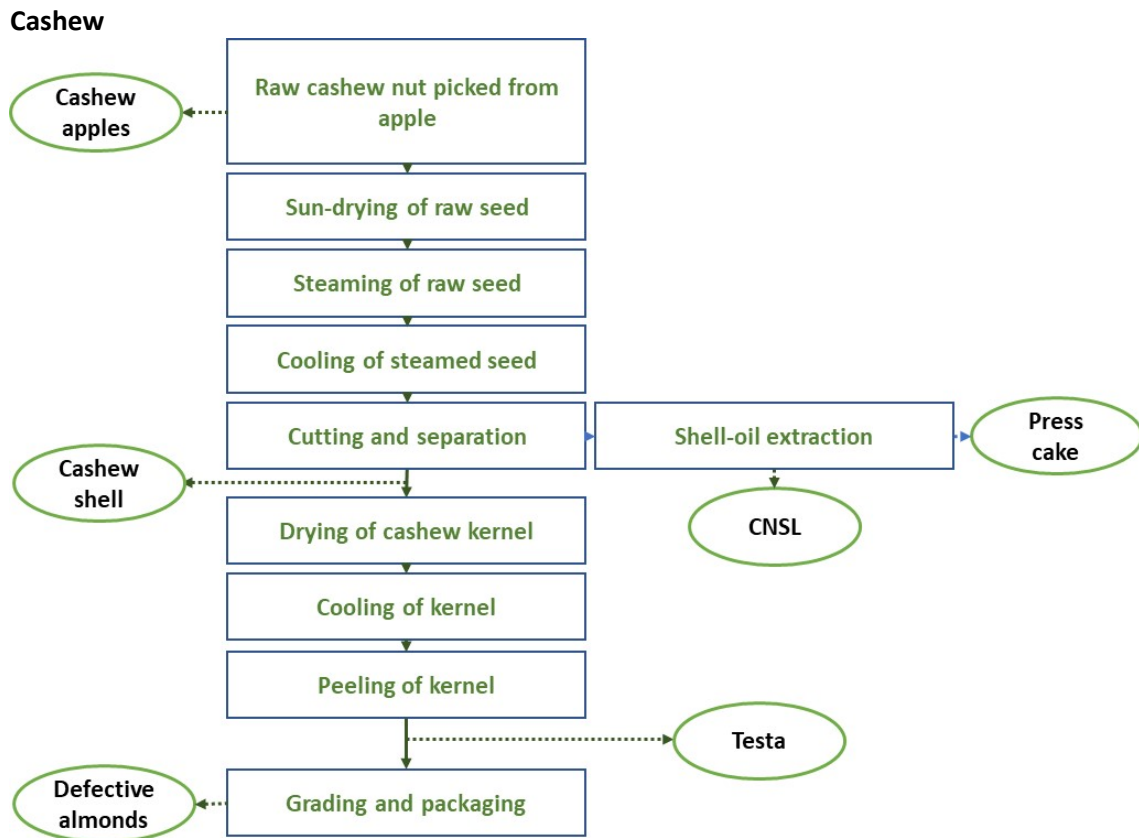 Cashew
Raw cashew nut picked from
apple
Cashew
apples
Sun-drying of raw seed
Steaming of raw seed
Cooling of steamed seed
Cutting and separation
Shell-oil extraction
Press
cake
Cashew
shell
CNSL
Drying of cashew kernel
Cooling of kernel
Peeling of kernel
Testa
Defective
almonds
Grading and packaging